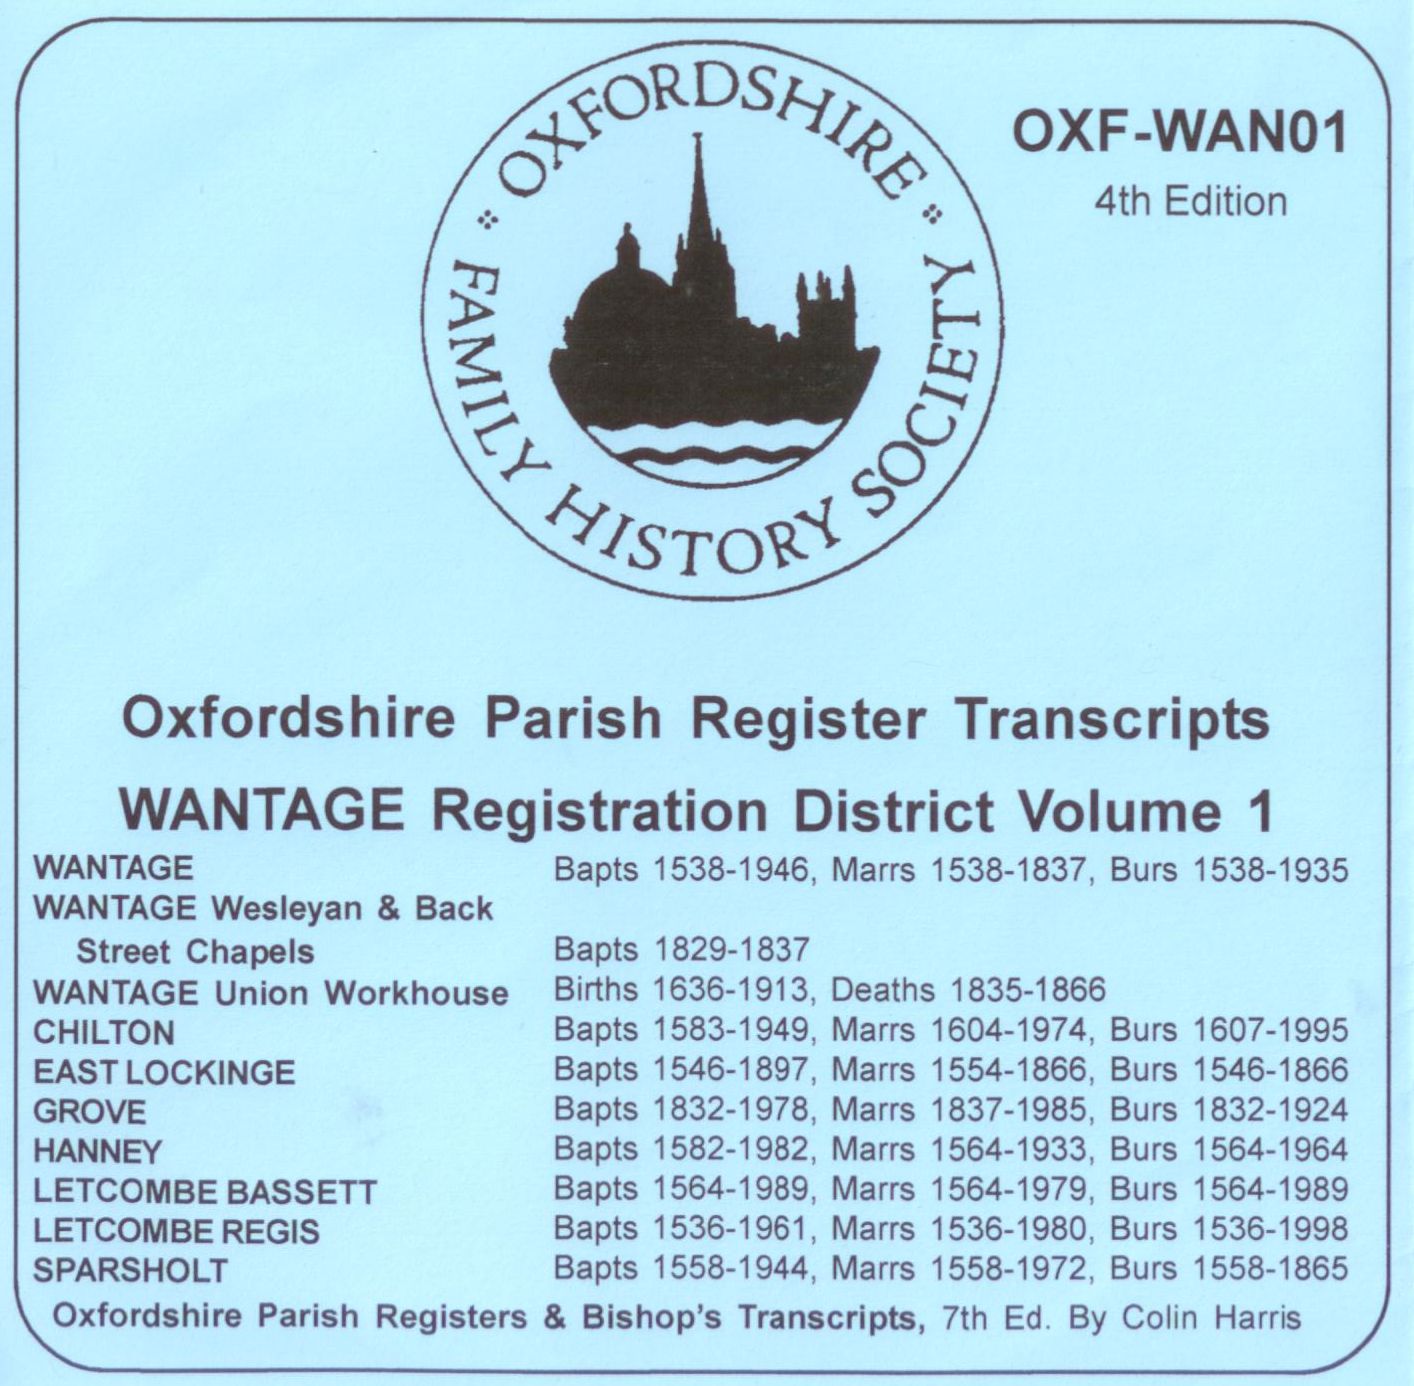 OXFORDSHIRE
FAMILY HISTORY SOCIETY
OXF-WAN01
4th Edition
Oxfordshire Parish Register Transcripts
WANTAGE Registration District Volume 1
WANTAGE Bapts 1538-1946, Marrs 1538-1837, Burs 1538-1935
WANTAGE Wesleyan & Back
Street Chapels Bapts 1829-1837
WANTAGE Union Workhouse Births 1636-1913, Deaths 1835-1866
CHILTON Bapts 1583-1949, Marrs 1604-1974, Burs 1607-1995
EAST LOCKINGE Bapts 1546-1897, Marrs 1554-1866, Burs 1546-1866
GROVE Bapts 1832-1978, Marrs 1837-1985, Burs 1832-1924
HANNEY Bapts 1582-1982, Marrs 1564-1933, Burs 1564-1964
LETCOMBE BASSETT Bapts 1564-1989, Marrs 1564-1979, Burs 1564-1989
LETCOMBE REGIS Bapts 1536-1961, Marrs 1536-1980, Burs 1536-1998
SPARSHOLT Bapts 1558-1944, Marrs 1558-1972, Burs 1558-1865
Oxfordshire Parish Registers & Bishop's Transcripts, 7th Ed. By Colin Harris